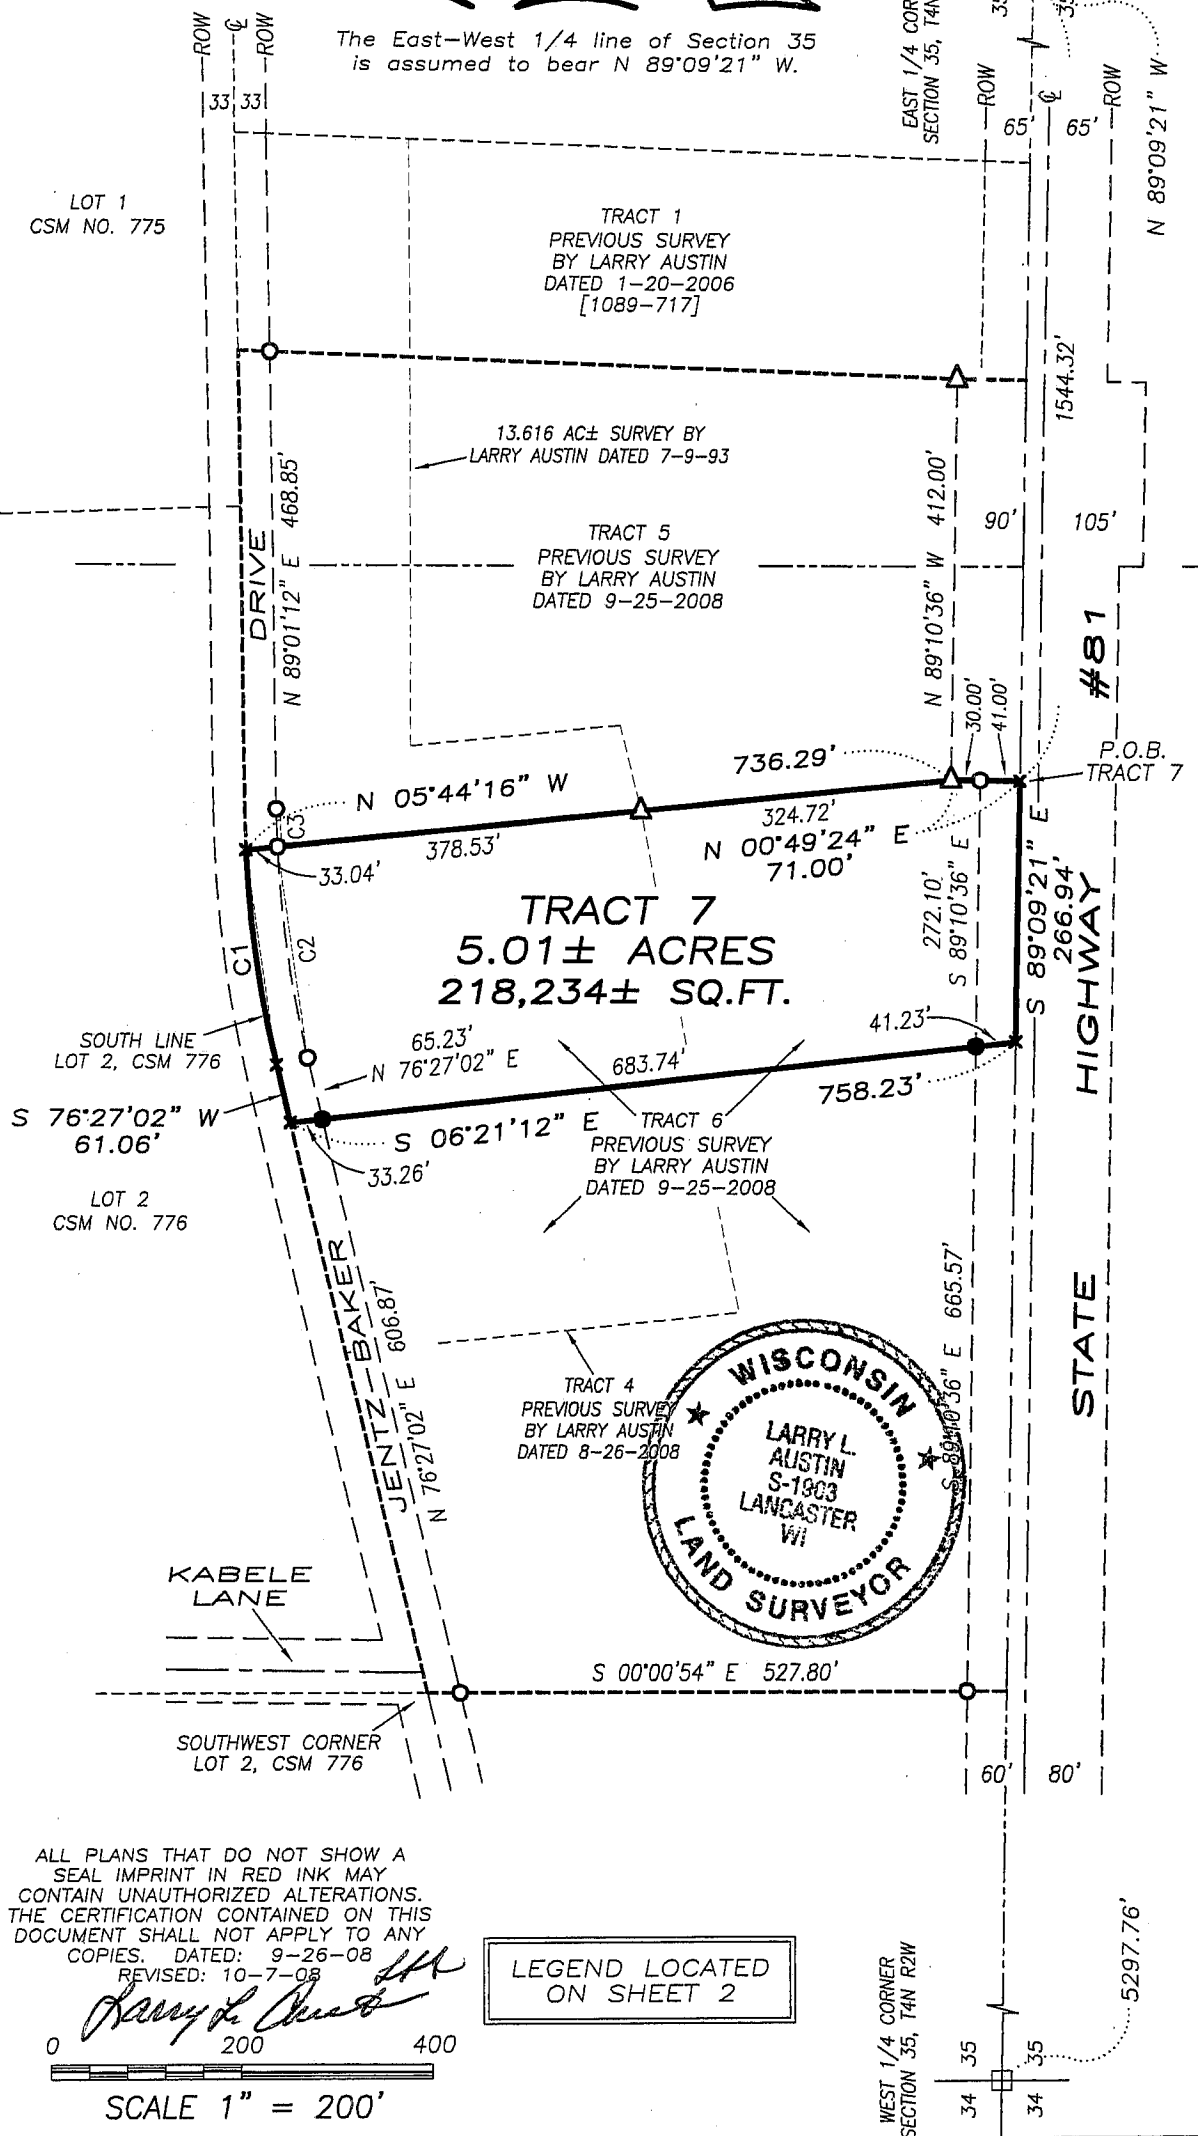 ROW
℄
ROW
33
33
The East-West 1/4 line of Section 35
is assumed to bear N 89°09'21" W.
EAST 1/4 COR
SECTION 35, T4N
35
35
ROW
℄
ROW
65'
65'
N 89°09'21" W
LOT 1
CSM NO. 775
TRACT 1
PREVIOUS SURVEY
BY LARRY AUSTIN
DATED 1-20-2006
[1089-717]
1544.32'
13.616 AC± SURVEY BY
LARRY AUSTIN DATED 7-9-93
DRIVE
N 89°01'12" E 468.85'
TRACT 5
PREVIOUS SURVEY
BY LARRY AUSTIN
DATED 9-25-2008
N 89°10'36" W 412.00'
90'
105'
#81
30.00'
41.00'
P.O.B.
TRACT 7
736.29'
N 05°44'16" W
C3
324.72'
378.53'
33.04'
N 00°49'24" E
71.00'
TRACT 7
5.01± ACRES
218,234± SQ.FT.
272.10'
S 89°10'36" E
S 89°09'21" E
266.94'
HIGHWAY
C1
C2
SOUTH LINE
LOT 2, CSM 776
65.23'
N 76°27'02" E
41.23'
683.74'
758.23'
S 76°27'02" W
61.06'
S 06°21'12" E
33.26'
TRACT 6
PREVIOUS SURVEY
BY LARRY AUSTIN
DATED 9-25-2008
LOT 2
CSM NO. 776
JENTZ-BAKER
N 76°27'02" E 606.87'
S 89°10'36" E 665.57'
STATE
TRACT 4
PREVIOUS SURVEY
BY LARRY AUSTIN
DATED 8-26-2008
WISCONSIN
LARRY L.
AUSTIN
S-1903
LANCASTER
WI
LAND SURVEYOR
KABELE
LANE
S 00°00'54" E 527.80'
SOUTHWEST CORNER
LOT 2, CSM 776
60'
80'
ALL PLANS THAT DO NOT SHOW A
SEAL IMPRINT IN RED INK MAY
CONTAIN UNAUTHORIZED ALTERATIONS.
THE CERTIFICATION CONTAINED ON THIS
DOCUMENT SHALL NOT APPLY TO ANY
COPIES. DATED: 9-26-08
REVISED: 10-7-08
Larry L. Austin
LEGEND LOCATED
ON SHEET 2
0 200 400
SCALE 1" = 200'
WEST 1/4 CORNER
SECTION 35, T4N R2W
35
35
34
34
5297.76'